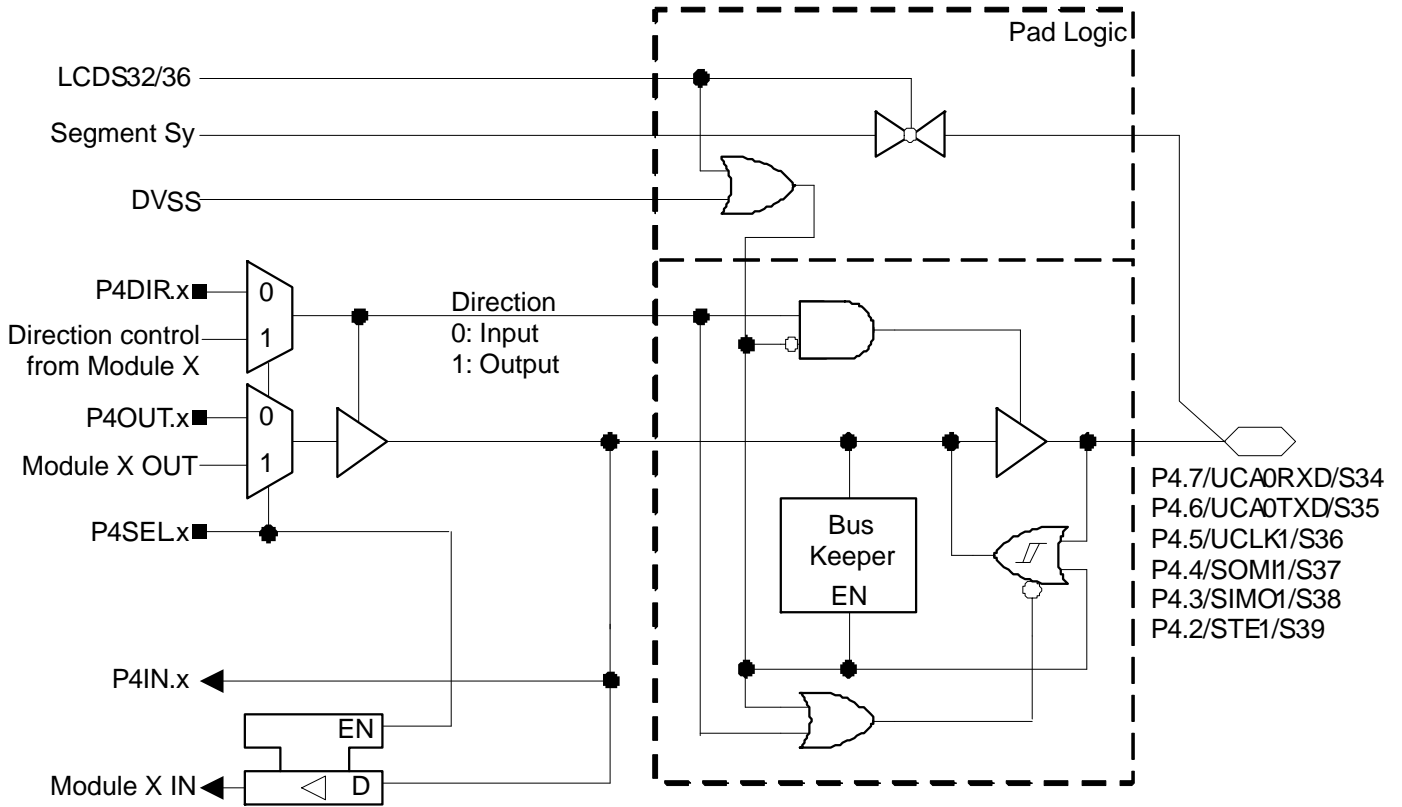 Pad Logic
LCDS32/36
Segment Sy
DVSS
P4DIR.x
0
1
Direction control
from Module X
Direction
0: Input
1: Output
P4OUT.x
0
1
Module X OUT
P4SEL.x
Bus
Keeper
EN
P4.7/UCA0RXD/S34
P4.6/UCA0TXD/S35
P4.5/UCLK1/S36
P4.4/SOMI1/S37
P4.3/SIMO1/S38
P4.2/STE1/S39
P4IN.x
EN
Module X IN
D